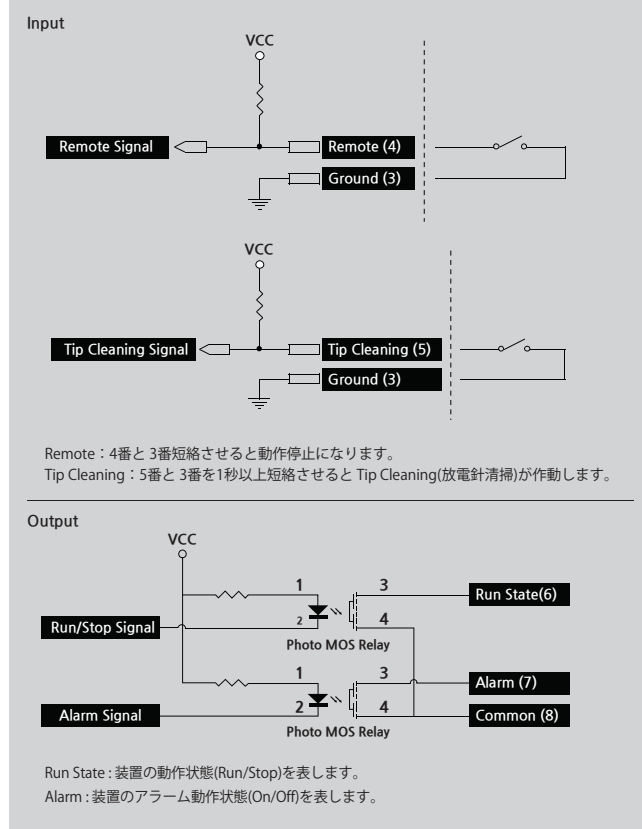 Input
VCC
Remote Signal
Remote (4)
Ground (3)
VCC
Tip Cleaning Signal
Tip Cleaning (5)
Ground (3)
Remote：4番と 3番短絡させると動作停止になります。
Tip Cleaning：5番と 3番を1秒以上短絡させると Tip Cleaning(放電針清掃)が作動します。
Output
VCC
1
3
Run State(6)
Run/Stop Signal
2
4
Photo MOS Relay
1
3
Alarm (7)
Alarm Signal
2
4
Common (8)
Photo MOS Relay
Run State : 装置の動作状態(Run/Stop)を表します。
Alarm : 装置のアラーム動作状態(On/Off)を表します。